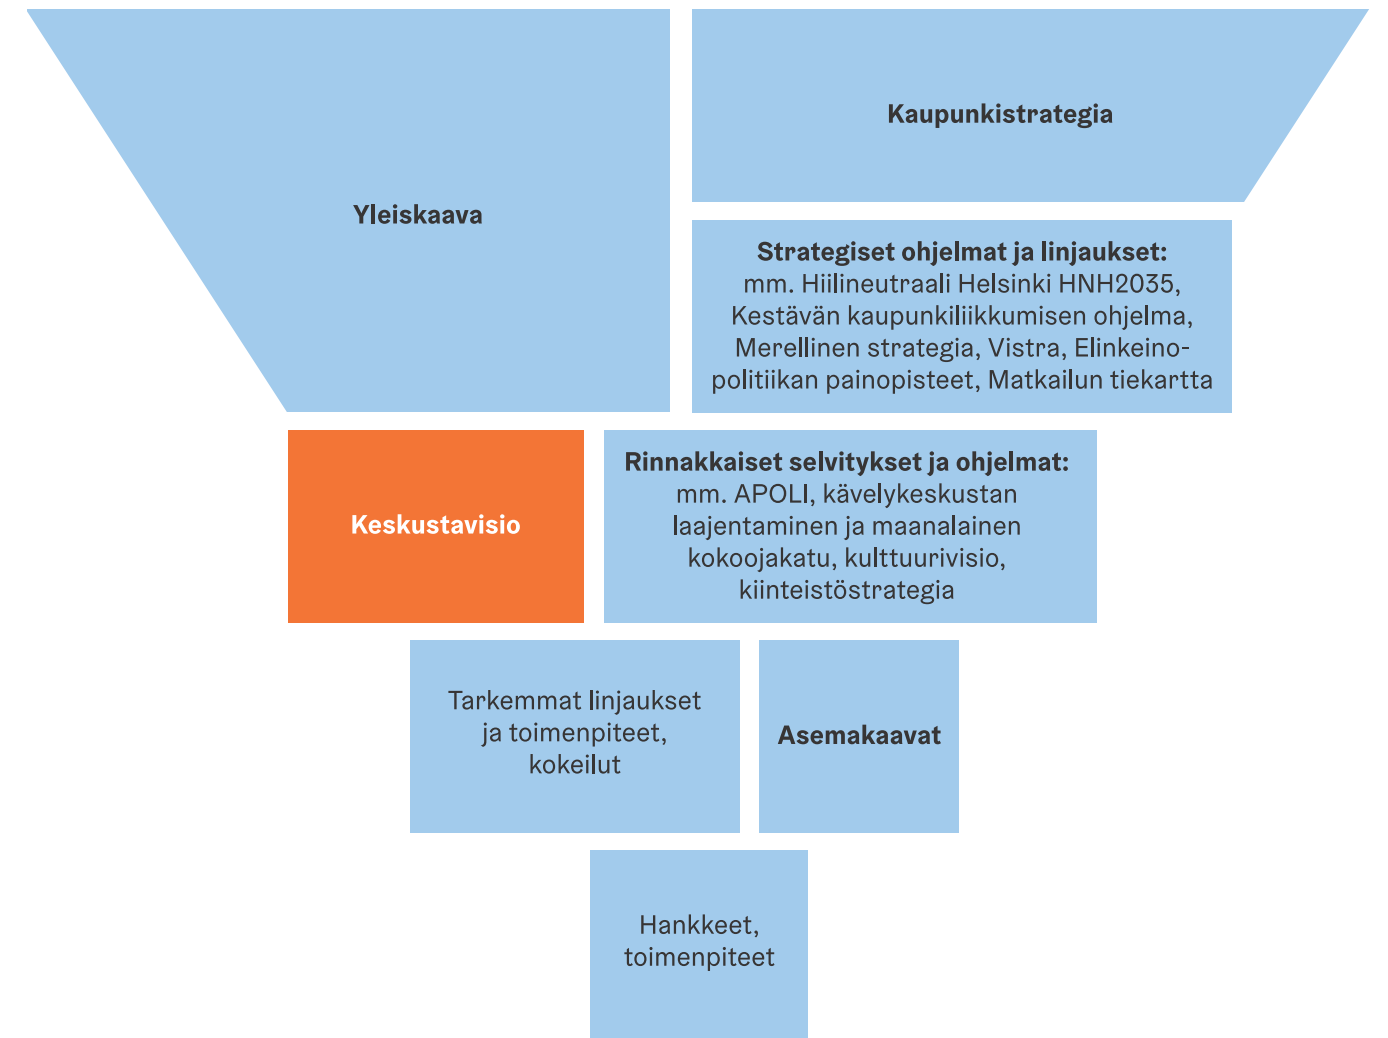 Yleiskaava
Kaupunkistrategia
Strategiset ohjelmat ja linjaukset:
mm. Hiilineutraali Helsinki HNH2035,
Kestävän kaupunkiliikkumisen ohjelma,
Merellinen strategia, Vistra, Elinkeino-
politiikan painopisteet, Matkailun tiekartta
Keskustavisio
Rinnakkaiset selvitykset ja ohjelmat:
mm. APOLI, kävelykeskustan
laajentaminen ja maanalainen
kokoojakatu, kulttuurivisio,
kiinteistöstrategia
Tarkemmat linjaukset
ja toimenpiteet,
kokeilut
Asemakaavat
Hankkeet,
toimenpiteet